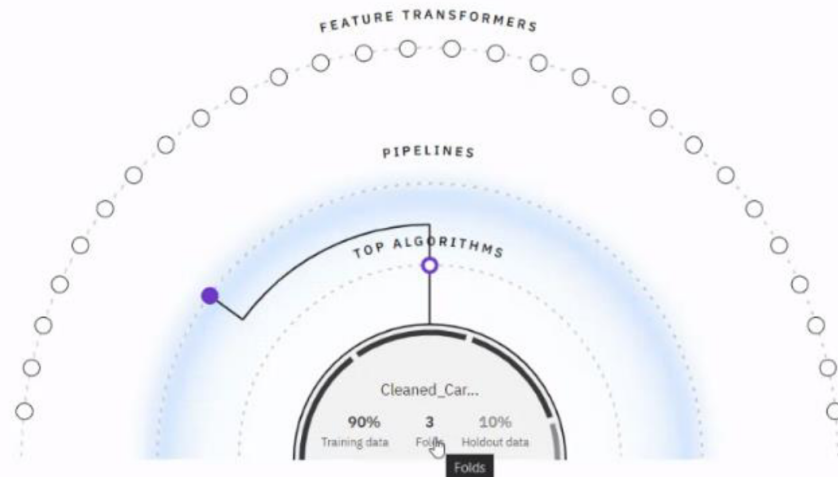 FEATURE TRANSFORMERS
PIPELINES
TOP ALGORITHMS
Cleaned_Car...
90% 3 10%
Training data Folds Holdout data
Folds